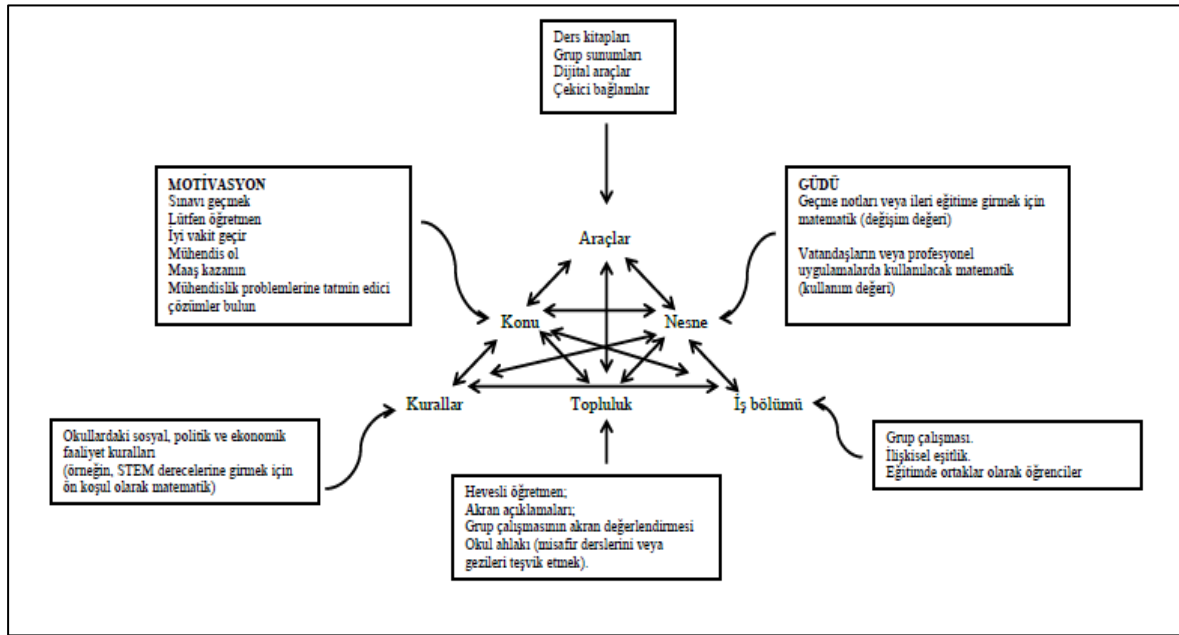 Ders kitapları
Grup sunumları
Dijital araçlar
Çekici bağlamlar
MOTİVASYON
Sınavı geçmek
Lütfen öğretmen
İyi vakit geçir
Mühendis ol
Maaş kazanın
Mühendislik problemlerine tatmin edici
çözümler bulun
GÜDÜ
Geçme notları veya ileri eğitime girmek için
matematik (değişim değeri)
Vatandaşların veya profesyonel
uygulamalarda kullanılacak matematik
(kullanım değeri)
Araçlar
Konu
Nesne
Kurallar
Topluluk
İş bölümü
Okullardaki sosyal, politik ve ekonomik
faaliyet kuralları
(örneğin, STEM derecelerine girmek için
ön koşul olarak matematik)
Hevesli öğretmen;
Akran açıklamaları;
Grup çalışmasının akran değerlendirmesi
Okul ahlakı (misafir derslerini veya
gezileri teşvik etmek).
Grup çalışması.
İlişkisel eşitlik.
Eğitimde ortaklar olarak öğrenciler